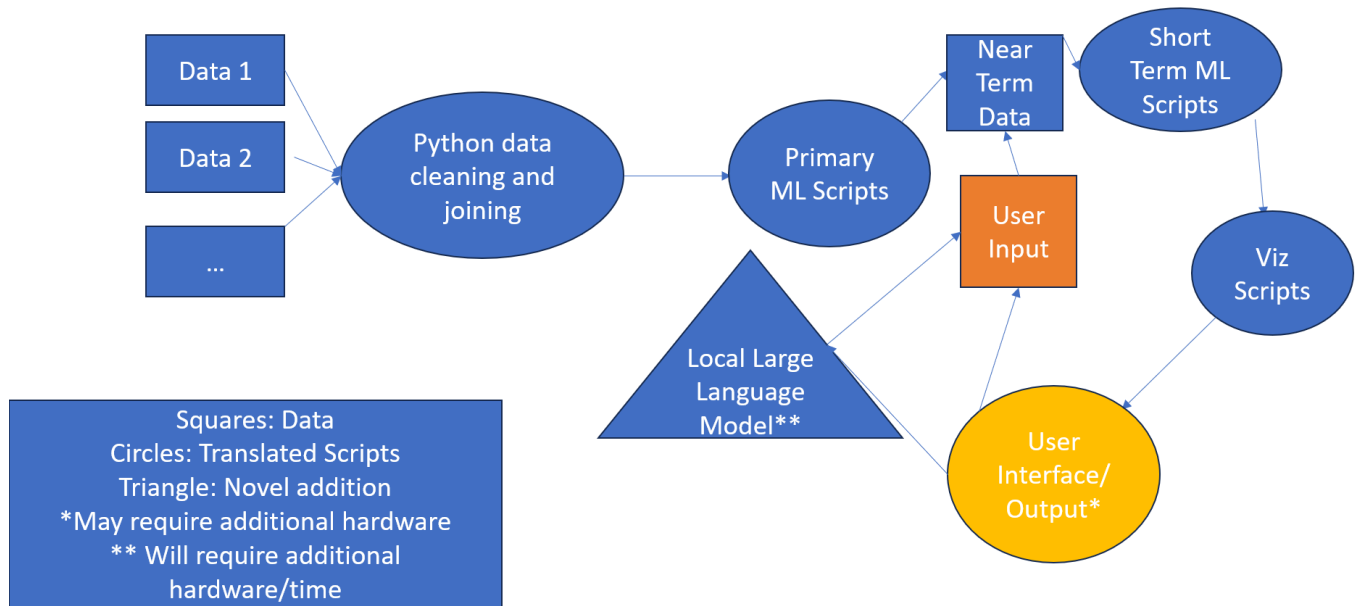 Data 1
Data 2
...
Python data
cleaning and
joining
Primary
ML Scripts
Near
Term
Data
Short
Term ML
Scripts
User
Input
Viz
Scripts
Local Large
Language
Model**
User
Interface/
Output*
Squares: Data
Circles: Translated Scripts
Triangle: Novel addition
*May require additional hardware
** Will require additional
hardware/time